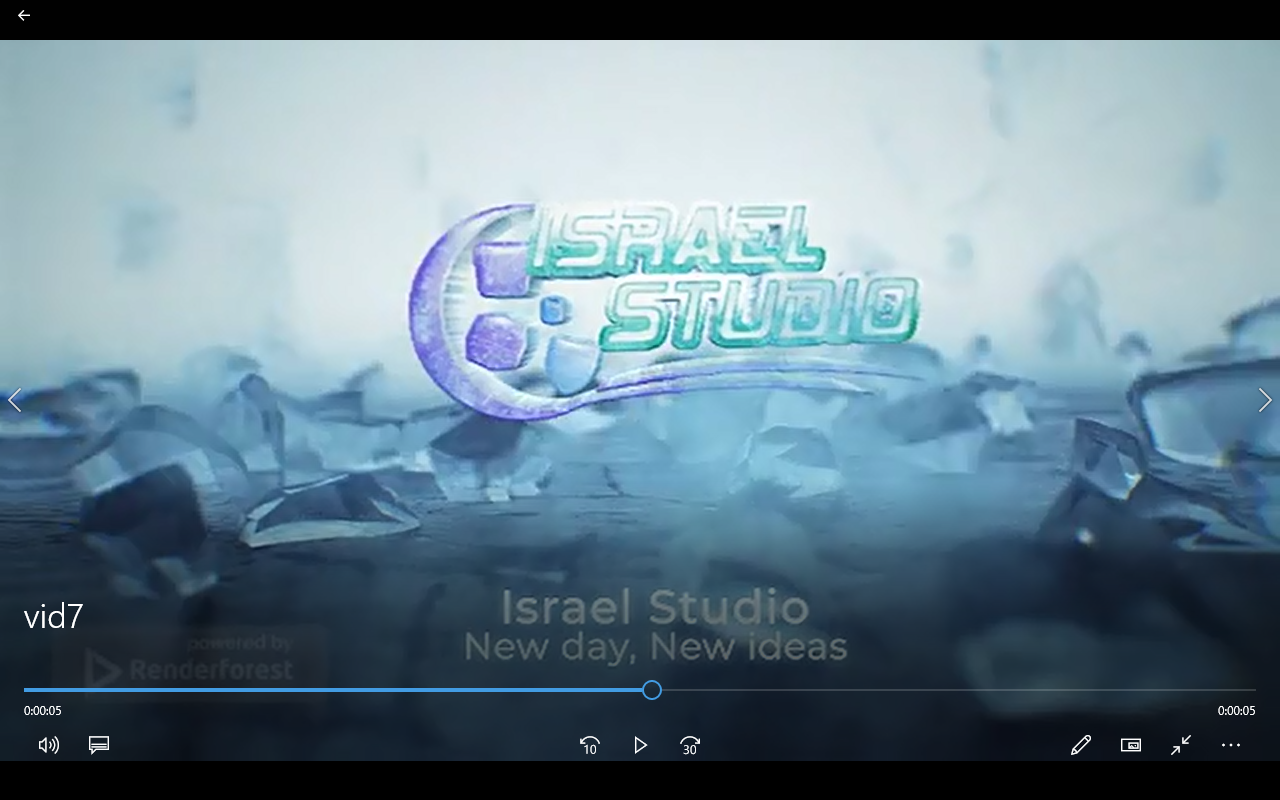 ISRAEL
STUDIO
vid7
Israel Studio
New day, New ideas
powered by
Renderforest
0:00:05
0:00:05
10
30